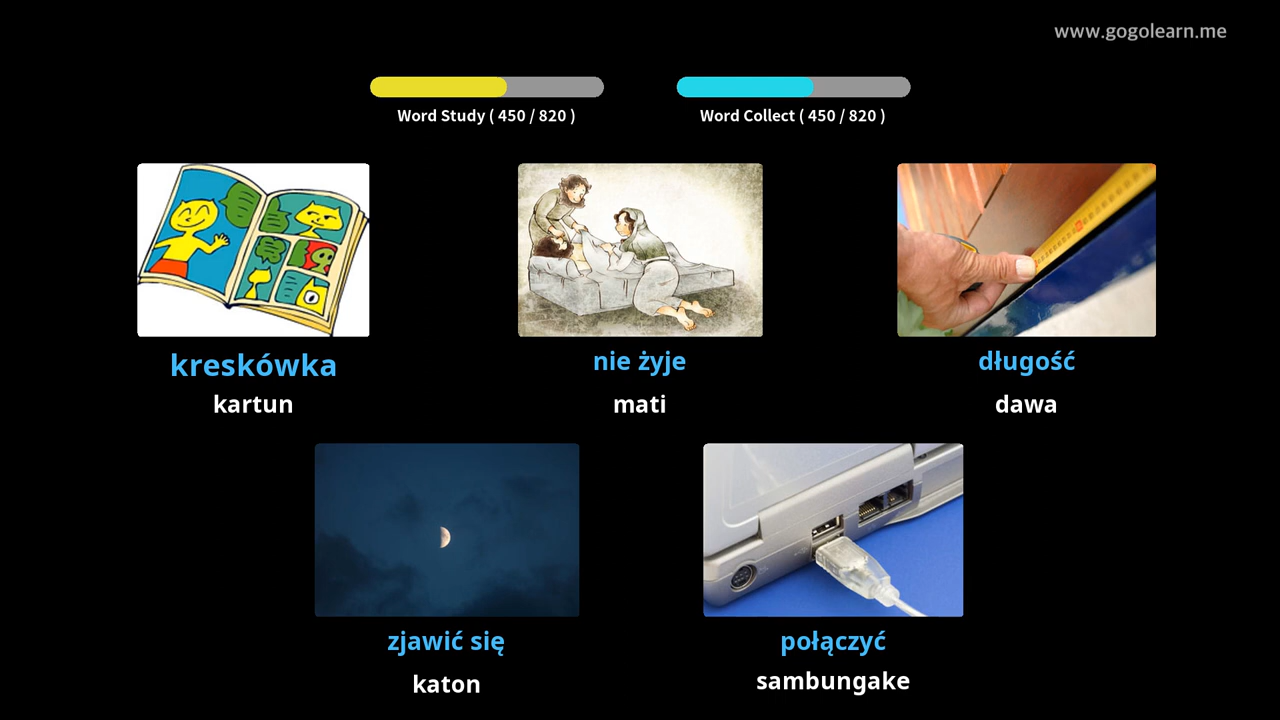 www.gogolearn.me
Word Study ( 450 / 820 )
Word Collect ( 450 / 820 )
kreskówka
kartun
nie żyje
mati
długość
dawa
zjawić się
katon
połączyć
sambungake